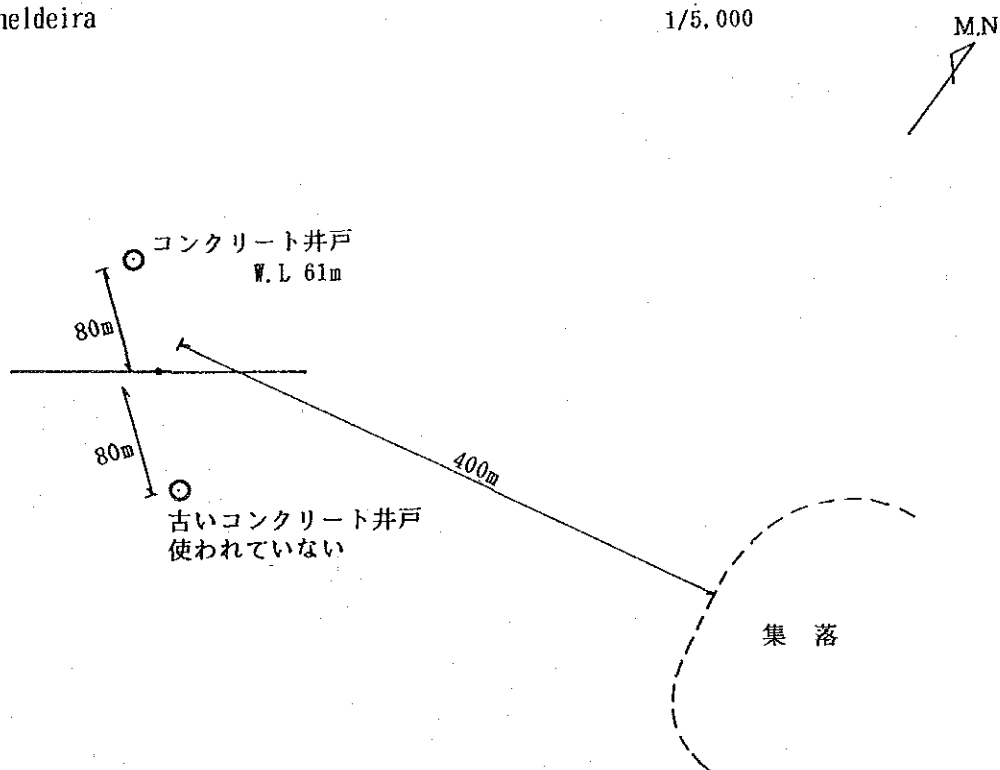 neldeira
1/5,000
M.N
コンクリート井戸
W.L 61m
80m
80m
400m
古いコンクリート井戸
使われていない
集 落